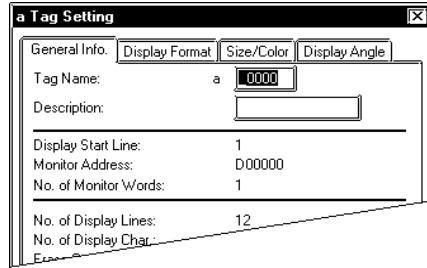 a Tag Setting
General Info. Display Format Size/Color Display Angle
Tag Name: a 0000
Description:
Display Start Line: 1
Monitor Address: D00000
No. of Monitor Words: 1
No. of Display Lines: 12
No. of Display Char.: